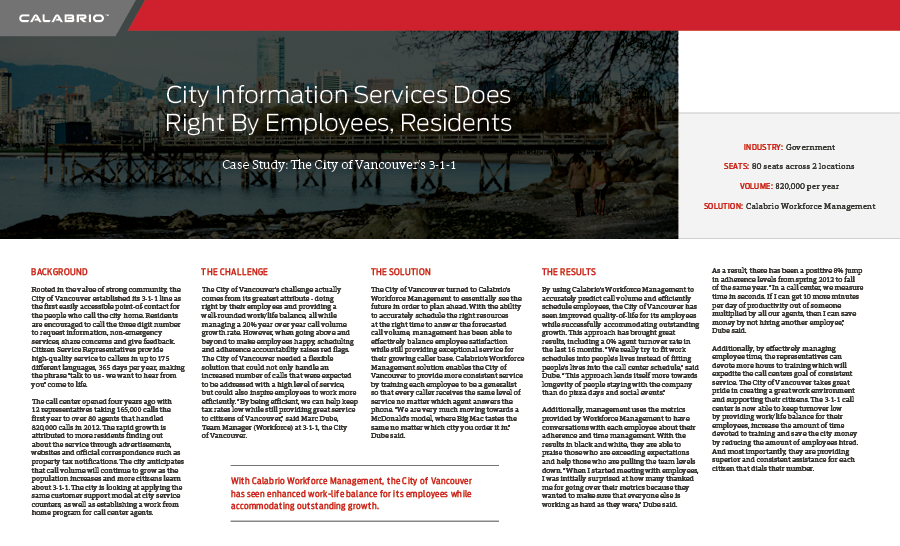 CALABRIO™
City Information Services Does
Right By Employees, Residents
Case Study: The City of Vancouver's 3-1-1
INDUSTRY: Government
SEATS: 80 seats across 2 locations
VOLUME: 820,000 per year
SOLUTION: Calabrio Workforce Management
BACKGROUND
Rooted in the value of strong community, the
City of Vancouver established its 3-1-1 line as
the first easily accessible point-of-contact for
the people who call the city home. Residents
are encouraged to call the three digit number
to request information, non-emergency
services, share concerns and give feedback.
Citizen Service Representatives provide
high-quality service to callers in up to 175
different languages, 365 days per year, making
the phrase "talk to us - we want to hear from
you" come to life.
The call center opened four years ago with
12 representatives taking 165,000 calls the
first year to over 80 agents that handled
820,000 calls in 2012. The rapid growth is
attributed to more residents finding out
about the service through advertisements,
websites and official correspondence such as
property tax notifications. The city anticipates
that call volume will continue to grow as the
population increases and more citizens learn
about 3-1-1. The city is looking at applying the
same customer support model at city service
counters, as well as establishing a work from
home program for call center agents.
THE CHALLENGE
The City of Vancouver's challenge actually
comes from its greatest attribute - doing
right by their employees and providing a
well-rounded work/life balance, all while
managing a 20% year over year call volume
growth rate. However, when going above and
beyond to make employees happy, scheduling
and adherence accountability raises red flags.
The City of Vancouver needed a flexible
solution that could not only handle an
increased number of calls that were expected
to be addressed with a high level of service,
but could also inspire employees to work more
efficiently. "By being efficient, we can help keep
tax rates low while still providing great service
to citizens of Vancouver," said Marc Dube,
Team Manager (Workforce) at 3-1-1, the City
of Vancouver.
THE SOLUTION
The City of Vancouver turned to Calabrio's
Workforce Management to essentially see the
future in order to plan ahead. With the ability
to accurately schedule the right resources
at the right time to answer the forecasted
call volume, management has been able to
effectively balance employee satisfaction
while still providing exceptional service for
their growing caller base. Calabrio's Workforce
Management solution enables the City of
Vancouver to provide more consistent service
by training each employee to be a generalist
so that every caller receives the same level of
service no matter which agent answers the
phone. "We are very much moving towards a
McDonald's model, where Big Mac tastes the
same no matter which city you order it in."
Dube said.
With Calabrio Workforce Management, the City of Vancouver
has seen enhanced work-life balance for its employees while
accommodating outstanding growth.
THE RESULTS
By using Calabrio's Workforce Management to
accurately predict call volume and efficiently
schedule employees, the City of Vancouver has
seen improved quality-of-life for its employees
while successfully accommodating outstanding
growth. This approach has brought great
results, including a 0% agent turnover rate in
the last 16 months. "We really try to fit work
schedules into peoples lives instead of fitting
people's lives into the call center schedule," said
Dube. "This approach lends itself more towards
longevity of people staying with the company
than do pizza days and social events."
Additionally, management uses the metrics
provided by Workforce Management to have
conversations with each employee about their
adherence and time management. With the
results in black and white, they are able to
praise those who are exceeding expectations
and help those who are pulling the team levels
down. "When I started meeting with employees,
I was initially surprised at how many thanked
me for going over their metrics because they
wanted to make sure that everyone else is
working as hard as they were," Dube said.
As a result, there has been a positive 8% jump
in adherence levels from spring 2012 to fall
of the same year. "In a call center, we measure
time in seconds. If I can get 10 more minutes
per day of productivity out of someone
multiplied by all our agents, then I can save
money by not hiring another employee,"
Dube said.
Additionally, by effectively managing
employee time, the representatives can
devote more hours to training which will
expedite the call centers goal of consistent
service. The City of Vancouver takes great
pride in creating a great work environment
and supporting their citizens. The 3-1-1 call
center is now able to keep turnover low
by providing work/life balance for their
employees, increase the amount of time
devoted to training and save the city money
by reducing the amount of employees hired.
And most importantly, they are providing
superior and consistent assistance for each
citizen that dials their number.